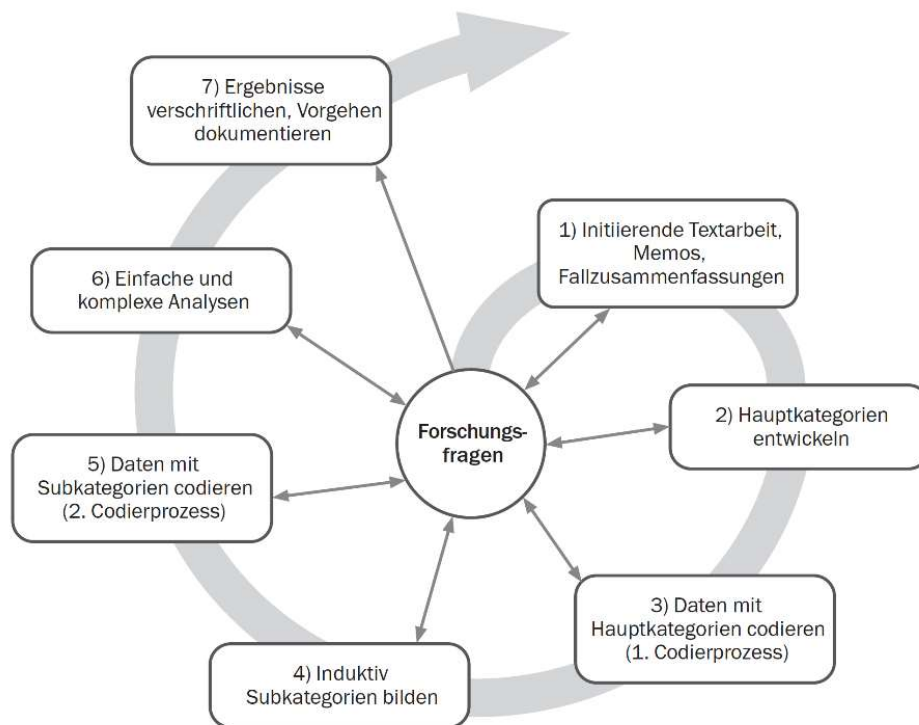 7) Ergebnisse
verschriftlichen, Vorgehen
dokumentieren
1) Initiierende Textarbeit,
Memos,
Fallzusammenfassungen
6) Einfache und
komplexe Analysen
2) Hauptkategorien
entwickeln
Forschungs-
fragen
5) Daten mit
Subkategorien codieren
(2. Codierprozess)
3) Daten mit
Hauptkategorien codieren
(1. Codierprozess)
4) Induktiv
Subkategorien bilden